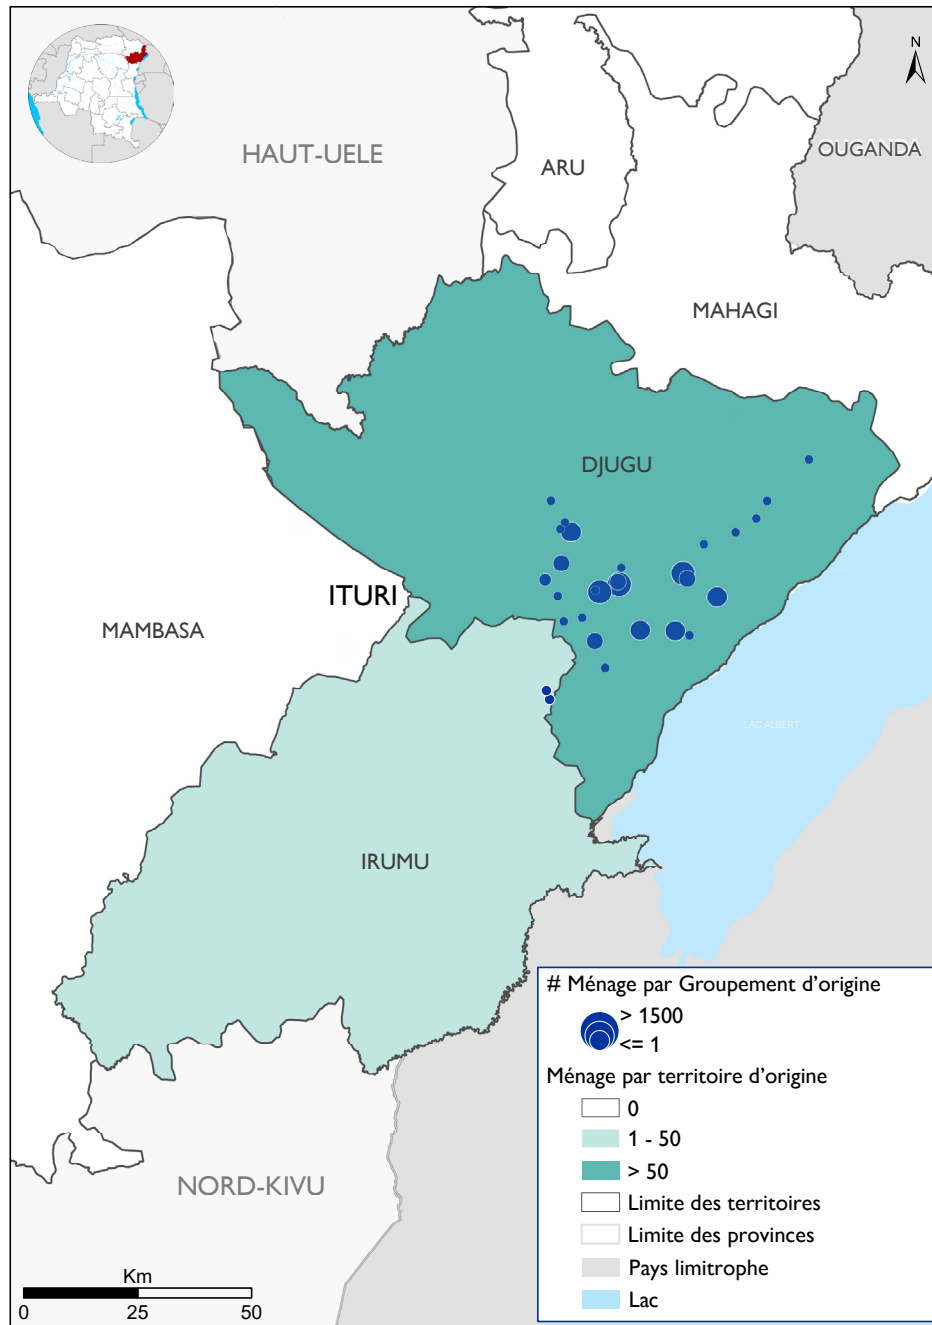 N
HAUT-UELE
ARU
OUGANDA
MAHAGI
DJUGU
ITURI
MAMBASA
LAC ALBERT
IRUMU
NORD-KIVU
# Ménage par Groupement d’origine
> 1500
<= 1
Ménage par territoire d’origine
0
1 - 50
> 50
Limite des territoires
Limite des provinces
Pays limitrophe
Lac
Km
0 25 50